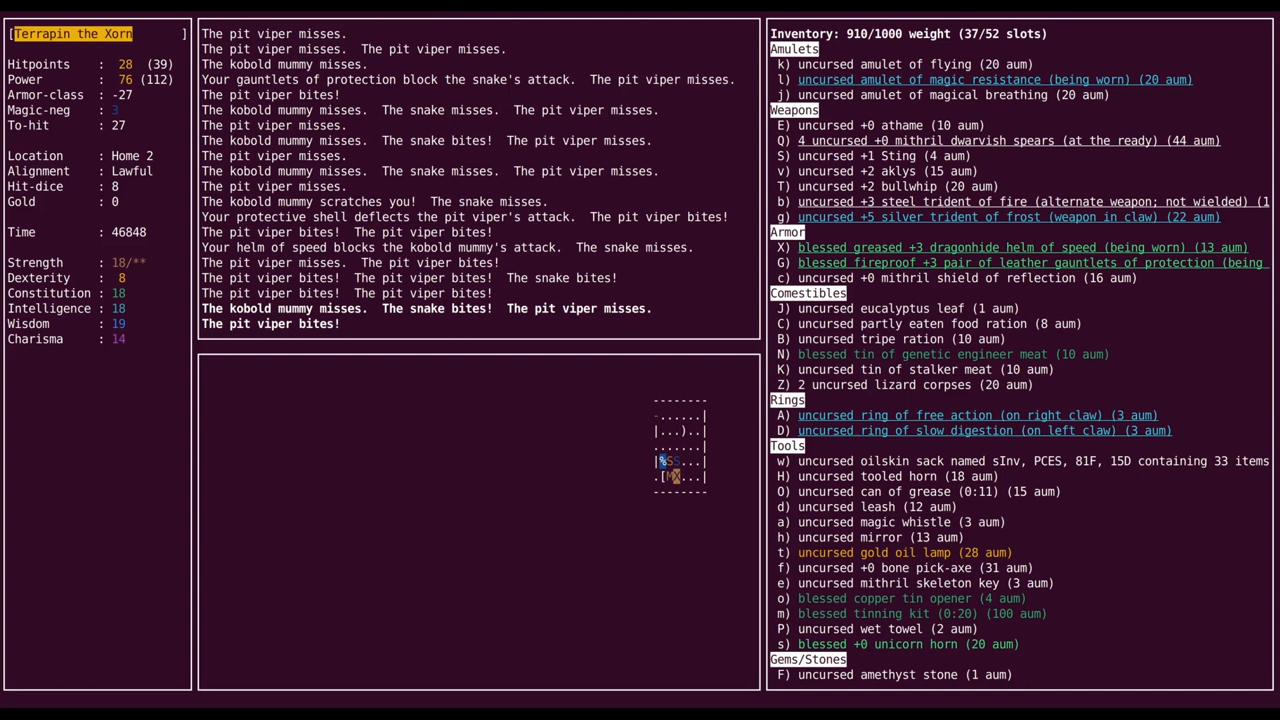 [Terrapin the Xorn ]
Hitpoints : 28 (39)
Power : 76 (112)
Armor-class : -27
Magic-neg : 3
To-hit : 27
Location : Home 2
Alignment : Lawful
Hit-dice : 8
Gold : 0
Time : 46848
Strength : 18/**
Dexterity : 8
Constitution : 18
Intelligence : 18
Wisdom : 19
Charisma : 14
The pit viper misses.
The pit viper misses. The pit viper misses.
The kobold mummy misses.
Your gauntlets of protection block the snake's attack. The pit viper misses.
The pit viper bites!
The kobold mummy misses. The snake misses. The pit viper misses.
The pit viper misses.
The kobold mummy misses. The snake bites! The pit viper misses.
The pit viper misses.
The kobold mummy misses. The snake misses. The pit viper misses.
The pit viper misses.
The kobold mummy scratches you! The snake misses.
Your protective shell deflects the pit viper's attack. The pit viper bites!
The pit viper bites! The pit viper bites!
Your helm of speed blocks the kobold mummy's attack. The snake misses.
The pit viper misses. The pit viper bites!
The pit viper bites! The pit viper bites! The snake bites!
The pit viper bites! The pit viper bites!
The kobold mummy misses. The snake bites! The pit viper misses.
The pit viper bites!
--------
-......|
|...)..|
.......|
|%SS...|
.[MX...|
--------
Inventory: 910/1000 weight (37/52 slots)
Amulets
k) uncursed amulet of flying (20 aum)
l) uncursed amulet of magic resistance (being worn) (20 aum)
j) uncursed amulet of magical breathing (20 aum)
Weapons
E) uncursed +0 athame (10 aum)
Q) 4 uncursed +0 mithril dwarvish spears (at the ready) (44 aum)
S) uncursed +1 Sting (4 aum)
v) uncursed +2 aklys (15 aum)
T) uncursed +2 bullwhip (20 aum)
b) uncursed +3 steel trident of fire (alternate weapon; not wielded) (1
g) uncursed +5 silver trident of frost (weapon in claw) (22 aum)
Armor
X) blessed greased +3 dragonhide helm of speed (being worn) (13 aum)
G) blessed fireproof +3 pair of leather gauntlets of protection (being
c) uncursed +0 mithril shield of reflection (16 aum)
Comestibles
J) uncursed eucalyptus leaf (1 aum)
C) uncursed partly eaten food ration (8 aum)
B) uncursed tripe ration (10 aum)
N) blessed tin of genetic engineer meat (10 aum)
K) uncursed tin of stalker meat (10 aum)
Z) 2 uncursed lizard corpses (20 aum)
Rings
A) uncursed ring of free action (on right claw) (3 aum)
D) uncursed ring of slow digestion (on left claw) (3 aum)
Tools
w) uncursed oilskin sack named sInv, PCES, 81F, 15D containing 33 items
H) uncursed tooled horn (18 aum)
O) uncursed can of grease (0:11) (15 aum)
d) uncursed leash (12 aum)
a) uncursed magic whistle (3 aum)
h) uncursed mirror (13 aum)
t) uncursed gold oil lamp (28 aum)
f) uncursed +0 bone pick-axe (31 aum)
e) uncursed mithril skeleton key (3 aum)
o) blessed copper tin opener (4 aum)
m) blessed tinning kit (0:20) (100 aum)
P) uncursed wet towel (2 aum)
s) blessed +0 unicorn horn (20 aum)
Gems/Stones
F) uncursed amethyst stone (1 aum)